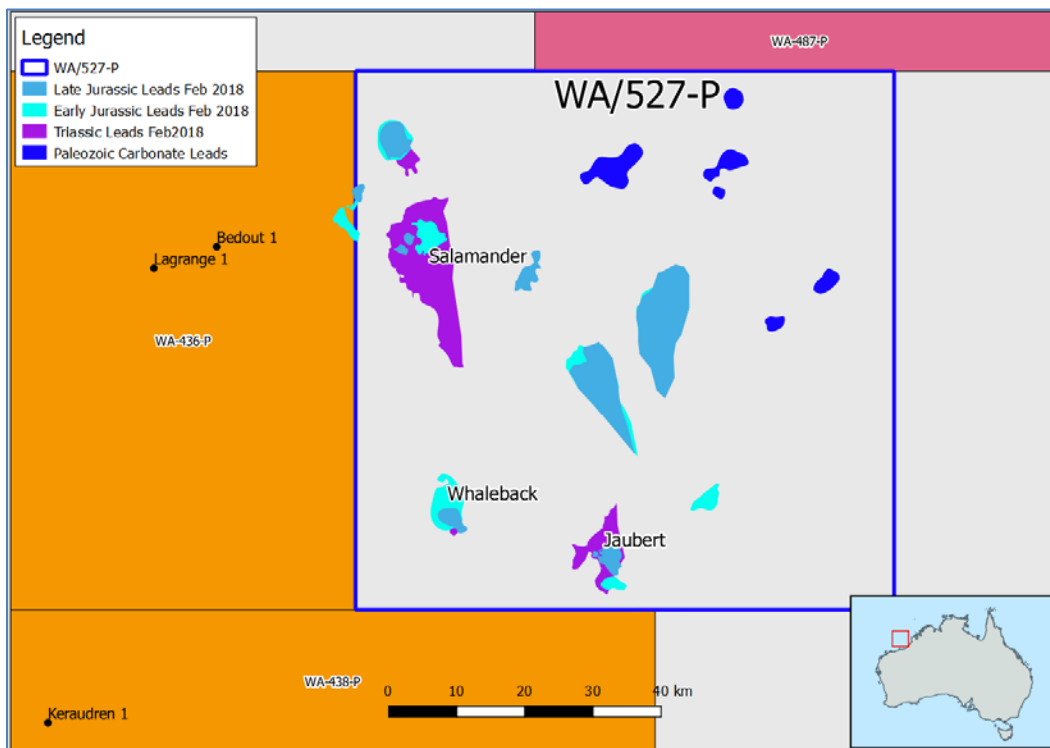 Legend
WA/527-P
Late Jurassic Leads Feb 2018
Early Jurassic Leads Feb 2018
Triassic Leads Feb2018
Paleozoic Carbonate Leads
WA-487-P
WA/527-P
Bedout 1
Lagrange 1
Salamander
WA-436-P
Whaleback
Jaubert
WA-438-P
0 10 20 30 40 km
Keraudren 1